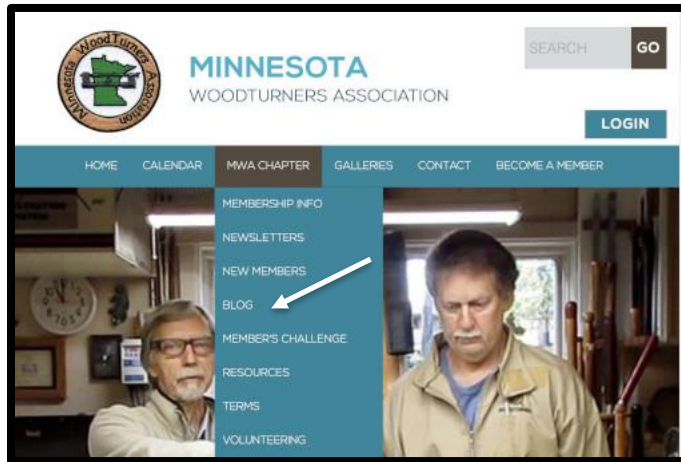 Minnesota WoodTurners Association
MINNESOTA
WOODTURNERS ASSOCIATION
SEARCH GO
LOGIN
HOME CALENDAR MWA CHAPTER GALLERIES CONTACT BECOME A MEMBER
MEMBERSHIP INFO
NEWSLETTERS
NEW MEMBERS
BLOG
MEMBER'S CHALLENGE
RESOURCES
TERMS
VOLUNTEERING